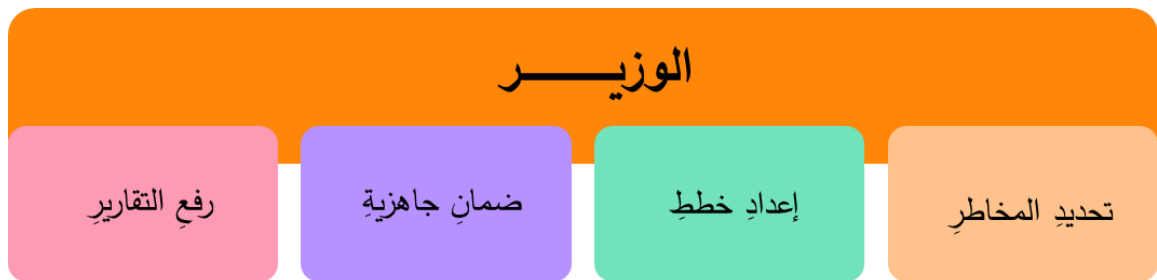 الوزيـــــــر
تحديدِ المخاطرِ
إعدادِ خططِ
ضمانِ جاهزيةِ
رفعِ التقاريرِ